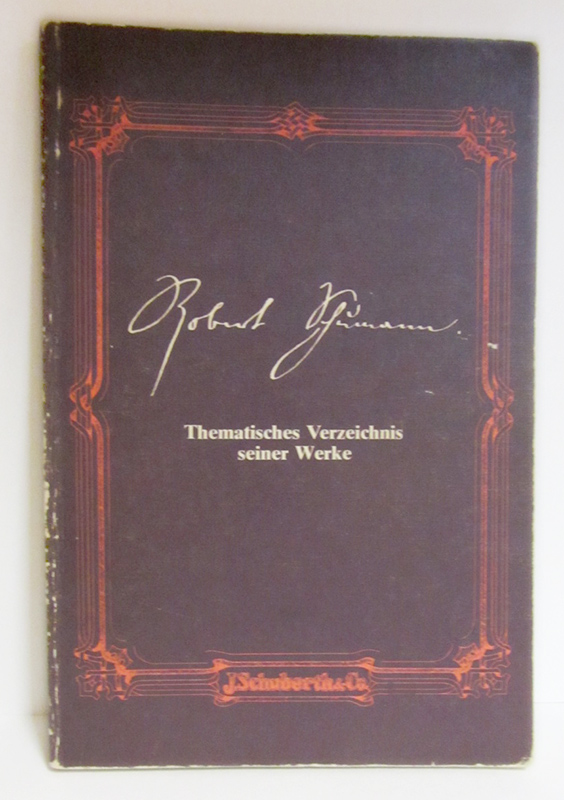 Robert Schumann.
Thematisches Verzeichnis
seiner Werke
J. Schuberth & Co.